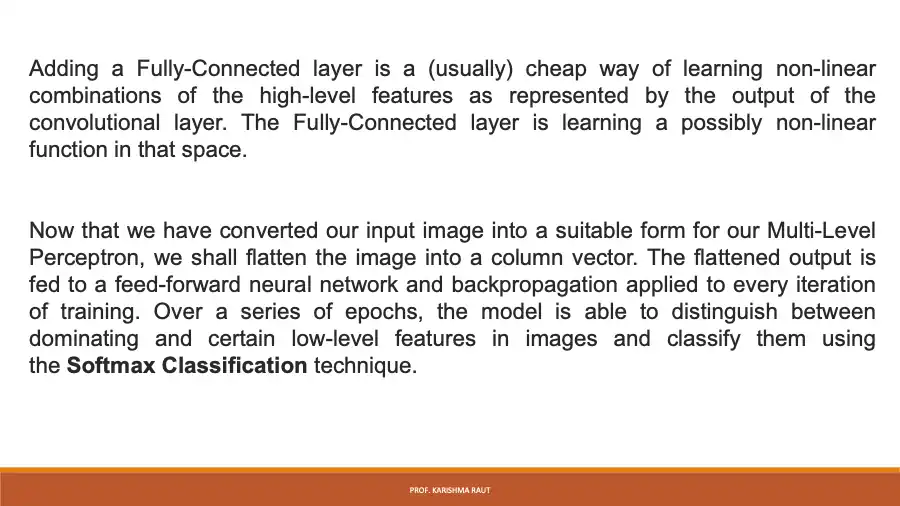 Adding a Fully-Connected layer is a (usually) cheap way of learning non-linear
combinations of the high-level features as represented by the output of the
convolutional layer. The Fully-Connected layer is learning a possibly non-linear
function in that space.
Now that we have converted our input image into a suitable form for our Multi-Level
Perceptron, we shall flatten the image into a column vector. The flattened output is
fed to a feed-forward neural network and backpropagation applied to every iteration
of training. Over a series of epochs, the model is able to distinguish between
dominating and certain low-level features in images and classify them using
the Softmax Classification technique.
PROF. KARISHMA RAUT